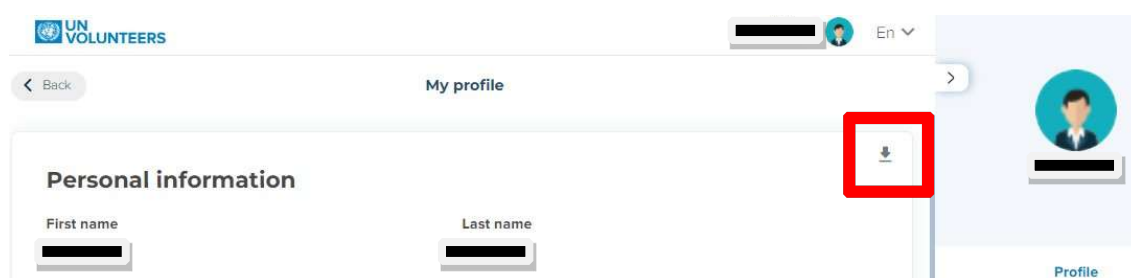 UN
VOLUNTEERS
En
Back
My profile
Personal information
First name
Last name
Profile